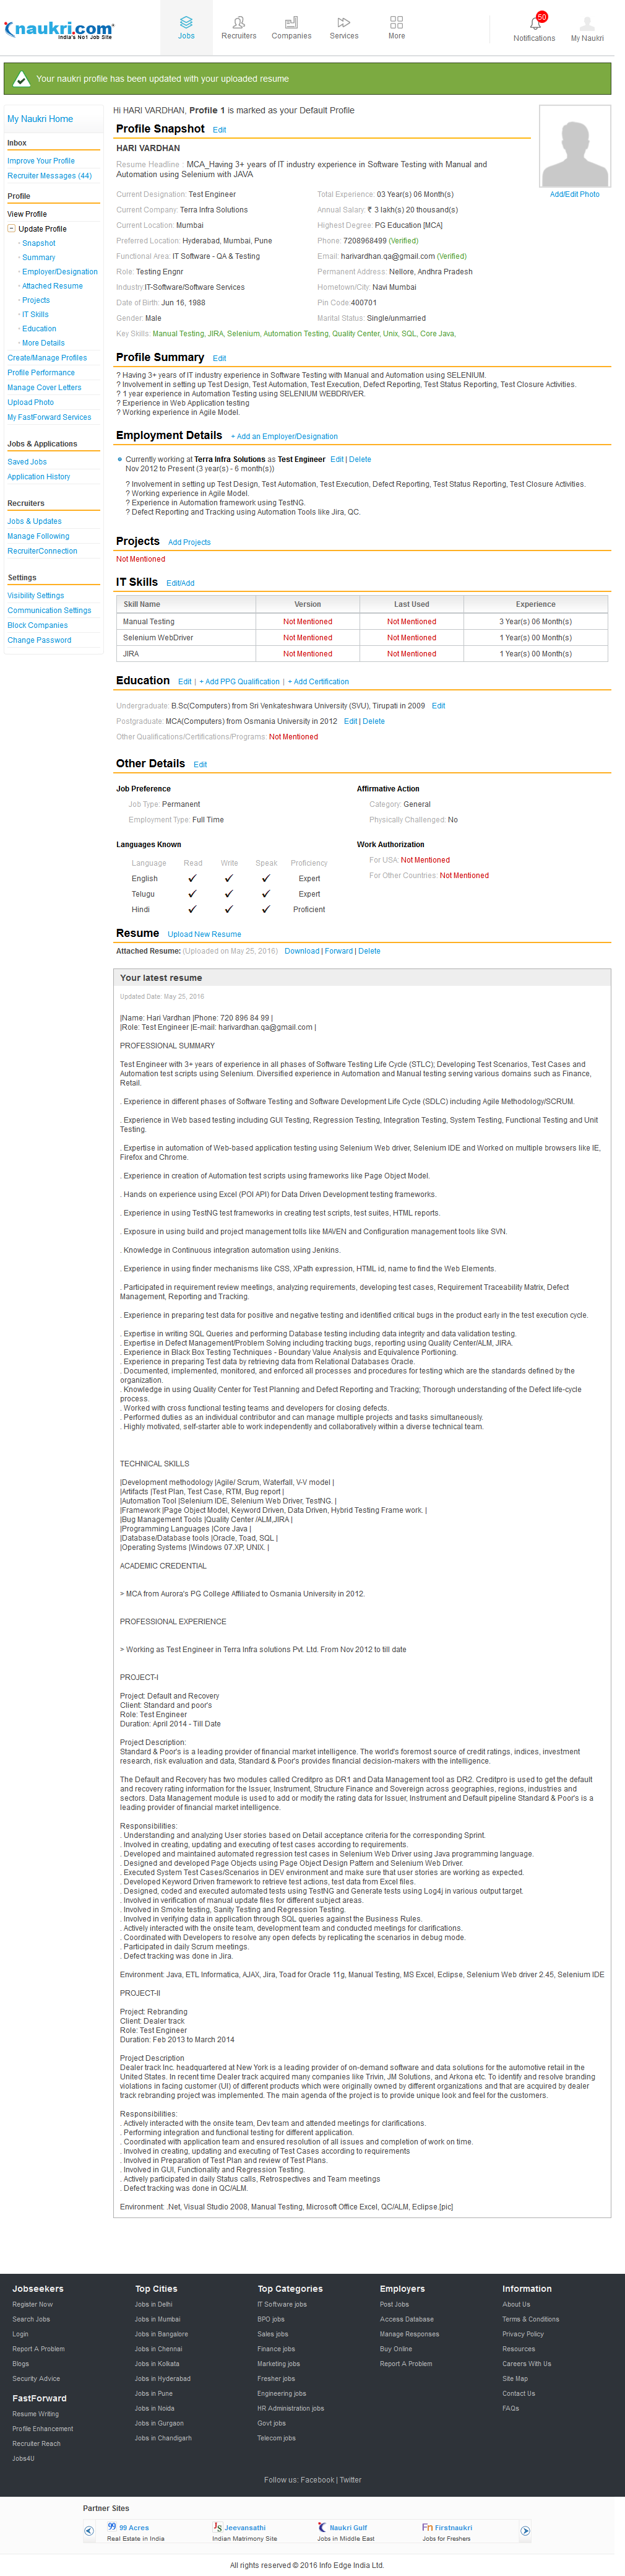 naukri.com
India's No.1 Job Site
Jobs
Recruiters
Companies
Services
More
50
Notifications
My Naukri
Your naukri profile has been updated with your uploaded resume
My Naukri Home
Inbox
Improve Your Profile
Recruiter Messages (44)
Profile
View Profile
Update Profile
· Snapshot
· Summary
· Employer/Designation
· Attached Resume
· Projects
· IT Skills
· Education
· More Details
Create/Manage Profiles
Profile Performance
Manage Cover Letters
Upload Photo
My FastForward Services
Jobs & Applications
Saved Jobs
Application History
Recruiters
Jobs & Updates
Manage Following
RecruiterConnection
Settings
Visibility Settings
Communication Settings
Block Companies
Change Password
Hi HARI VARDHAN, Profile 1 is marked as your Default Profile
Profile Snapshot Edit
HARI VARDHAN
Resume Headline : MCA_Having 3+ years of IT industry experience in Software Testing with Manual and
Automation using Selenium with JAVA
Add/Edit Photo
Current Designation: Test Engineer
Total Experience: 03 Year(s) 06 Month(s)
Current Company: Terra Infra Solutions
Annual Salary: ₹ 3 lakh(s) 20 thousand(s)
Current Location: Mumbai
Highest Degree: PG Education [MCA]
Preferred Location: Hyderabad, Mumbai, Pune
Phone: 7208968499 (Verified)
Functional Area: IT Software - QA & Testing
Email: harivardhan.qa@gmail.com (Verified)
Role: Testing Engnr
Permanent Address: Nellore, Andhra Pradesh
Industry:IT-Software/Software Services
Hometown/City: Navi Mumbai
Date of Birth: Jun 16, 1988
Pin Code 400701
Gender: Male
Marital Status: Single/unmarried
Key Skills: Manual Testing, JIRA, Selenium, Automation Testing, Quality Center, Unix, SQL, Core Java,
Profile Summary Edit
? Having 3+ years of IT industry experience in Software Testing with Manual and Automation using SELENIUM.
? Involvement in setting up Test Design, Test Automation, Test Execution, Defect Reporting, Test Status Reporting, Test Closure Activities.
? 1 year experience in Automation Testing using SELENIUM WEBDRIVER.
? Experience in Web Application testing
? Working experience in Agile Model.
Employment Details + Add an Employer/Designation
Currently working at Terra Infra Solutions as Test Engineer Edit | Delete
Nov 2012 to Present (3 year(s) - 6 month(s))
? Involvement in setting up Test Design, Test Automation, Test Execution, Defect Reporting, Test Status Reporting, Test Closure Activities.
? Working experience in Agile Model.
? Experience in Automation framework using TestNG.
? Defect Reporting and Tracking using Automation Tools like Jira, QC.
Projects Add Projects
Not Mentioned
IT Skills Edit/Add
Skill Name Version Last Used Experience
Manual Testing Not Mentioned Not Mentioned 3 Year(s) 06 Month(s)
Selenium WebDriver Not Mentioned Not Mentioned 1 Year(s) 00 Month(s)
JIRA Not Mentioned Not Mentioned 1 Year(s) 00 Month(s)
Education Edit | + Add PPG Qualification | + Add Certification
Undergraduate: B.Sc(Computers) from Sri Venkateshwara University (SVU), Tirupati in 2009 Edit
Postgraduate: MCA(Computers) from Osmania University in 2012 Edit | Delete
Other Qualifications/Certifications/Programs: Not Mentioned
Other Details Edit
Job Preference
Affirmative Action
Job Type: Permanent
Category: General
Employment Type: Full Time
Physically Challenged: No
Languages Known
Work Authorization
Language Read Write Speak Proficiency
For USA: Not Mentioned
English ✓ ✓ ✓ Expert
For Other Countries: Not Mentioned
Telugu ✓ ✓ ✓ Expert
Hindi ✓ ✓ ✓ Proficient
Resume Upload New Resume
Attached Resume: (Uploaded on May 25, 2016) Download | Forward | Delete
Your latest resume
Updated Date: May 25, 2016
|Name: Hari Vardhan |Phone: 720 896 84 99 |
|Role: Test Engineer |E-mail: harivardhan.qa@gmail.com |
PROFESSIONAL SUMMARY
Test Engineer with 3+ years of experience in all phases of Software Testing Life Cycle (STLC); Developing Test Scenarios, Test Cases and
Automation test scripts using Selenium. Diversified experience in Automation and Manual testing serving various domains such as Finance,
Retail.
. Experience in different phases of Software Testing and Software Development Life Cycle (SDLC) including Agile Methodology/SCRUM.
. Experience in Web based testing including GUI Testing, Regression Testing, Integration Testing, System Testing, Functional Testing and Unit
Testing.
. Expertise in automation of Web-based application testing using Selenium Web driver, Selenium IDE and Worked on multiple browsers like IE,
Firefox and Chrome.
. Experience in creation of Automation test scripts using frameworks like Page Object Model.
. Hands on experience using Excel (POI API) for Data Driven Development testing frameworks.
. Experience in using TestNG test frameworks in creating test scripts, test suites, HTML reports.
. Exposure in using build and project management tolls like MAVEN and Configuration management tools like SVN.
. Knowledge in Continuous integration automation using Jenkins.
. Experience in using finder mechanisms like CSS, XPath expression, HTML id, name to find the Web Elements.
. Participated in requirement review meetings, analyzing requirements, developing test cases, Requirement Traceability Matrix, Defect
Management, Reporting and Tracking.
. Experience in preparing test data for positive and negative testing and identified critical bugs in the product early in the test execution cycle.
. Expertise in writing SQL Queries and performing Database testing including data integrity and data validation testing.
. Expertise in Defect Management/Problem Solving including tracking bugs, reporting using Quality Center/ALM, JIRA.
. Experience in Black Box Testing Techniques - Boundary Value Analysis and Equivalence Portioning.
. Experience in preparing Test data by retrieving data from Relational Databases Oracle.
. Documented, implemented, monitored, and enforced all processes and procedures for testing which are the standards defined by the
organization.
. Knowledge in using Quality Center for Test Planning and Defect Reporting and Tracking; Thorough understanding of the Defect life-cycle
process.
. Worked with cross functional testing teams and developers for closing defects.
. Performed duties as an individual contributor and can manage multiple projects and tasks simultaneously.
. Highly motivated, self-starter able to work independently and collaboratively within a diverse technical team.
TECHNICAL SKILLS
|Development methodology |Agile/ Scrum, Waterfall, V-V model |
|Artifacts |Test Plan, Test Case, RTM, Bug report |
|Automation Tool |Selenium IDE, Selenium Web Driver, TestNG. |
|Framework |Page Object Model, Keyword Driven, Data Driven, Hybrid Testing Frame work. |
|Bug Management Tools |Quality Center /ALM,JIRA |
|Programming Languages |Core Java |
|Database/Database tools |Oracle, Toad, SQL |
|Operating Systems |Windows 07.XP, UNIX. |
ACADEMIC CREDENTIAL
> MCA from Aurora's PG College Affiliated to Osmania University in 2012.
PROFESSIONAL EXPERIENCE
> Working as Test Engineer in Terra Infra solutions Pvt. Ltd. From Nov 2012 to till date
PROJECT-I
Project: Default and Recovery
Client: Standard and poor's
Role: Test Engineer
Duration: April 2014 - Till Date
Project Description:
Standard & Poor's is a leading provider of financial market intelligence. The world's foremost source of credit ratings, indices, investment
research, risk evaluation and data, Standard & Poor's provides financial decision-makers with the intelligence.
The Default and Recovery has two modules called Creditpro as DR1 and Data Management tool as DR2. Creditpro is used to get the default
and recovery rating information for the Issuer, Instrument, Structure Finance and Sovereign across geographies, regions, industries and
sectors. Data Management module is used to add or modify the rating data for Issuer, Instrument and Default pipeline Standard & Poor's is a
leading provider of financial market intelligence.
Responsibilities:
. Understanding and analyzing User stories based on Detail acceptance criteria for the corresponding Sprint.
. Involved in creating, updating and executing of test cases according to requirements.
. Developed and maintained automated regression test cases in Selenium Web Driver using Java programming language.
. Designed and developed Page Objects using Page Object Design Pattern and Selenium Web Driver.
. Executed System Test Cases/Scenarios in DEV environment and make sure that user stories are working as expected.
. Developed Keyword Driven framework to retrieve test actions, test data from Excel files.
. Designed, coded and executed automated tests using TestNG and Generate tests using Log4j in various output target.
. Involved in verification of manual update files for different subject areas.
. Involved in Smoke testing, Sanity Testing and Regression Testing.
. Involved in verifying data in application through SQL queries against the Business Rules.
. Actively interacted with the onsite team, development team and conducted meetings for clarifications.
. Coordinated with Developers to resolve any open defects by replicating the scenarios in debug mode.
. Participated in daily Scrum meetings.
. Defect tracking was done in Jira.
Environment: Java, ETL Informatica, AJAX, Jira, Toad for Oracle 11g, Manual Testing, MS Excel, Eclipse, Selenium Web driver 2.45, Selenium IDE
PROJECT-II
Project: Rebranding
Client: Dealer track
Role: Test Engineer
Duration: Feb 2013 to March 2014
Project Description
Dealer track Inc. headquartered at New York is a leading provider of on-demand software and data solutions for the automotive retail in the
United States. In recent time Dealer track acquired many companies like Trivin, JM Solutions, and Arkona etc. To identify and resolve branding
violations in facing customer (UI) of different products which were originally owned by different organizations and that are acquired by dealer
track rebranding project was implemented. The main agenda of the project is to provide unique look and feel for the customers.
Responsibilities:
. Actively interacted with the onsite team, Dev team and attended meetings for clarifications.
. Performing integration and functional testing for different application.
. Coordinated with application team and ensured resolution of all issues and completion of work on time.
. Involved in creating, updating and executing of Test Cases according to requirements
. Involved in Preparation of Test Plan and review of Test Plans.
. Involved in GUI, Functionality and Regression Testing.
. Actively participated in daily Status calls, Retrospectives and Team meetings
. Defect tracking was done in QC/ALM.
Environment: .Net, Visual Studio 2008, Manual Testing, Microsoft Office Excel, QC/ALM, Eclipse.[pic]
Jobseekers
Register Now
Search Jobs
Login
Report A Problem
Blogs
Security Advice
FastForward
Resume Writing
Profile Enhancement
Recruiter Reach
Jobs4U
Top Cities
Jobs in Delhi
Jobs in Mumbai
Jobs in Bangalore
Jobs in Chennai
Jobs in Kolkata
Jobs in Hyderabad
Jobs in Pune
Jobs in Noida
Jobs in Gurgaon
Jobs in Chandigarh
Top Categories
IT Software jobs
BPO jobs
Sales jobs
Finance jobs
Marketing jobs
Fresher jobs
Engineering jobs
HR Administration jobs
Govt jobs
Telecom jobs
Employers
Post Jobs
Access Database
Manage Responses
Buy Online
Report A Problem
Information
About Us
Terms & Conditions
Privacy Policy
Resources
Careers With Us
Site Map
Contact Us
FAQs
Follow us: Facebook | Twitter
Partner Sites
99 99 Acres
Real Estate in India
JS Jeevansathi
Indian Matrimony Site
Naukri Gulf
Jobs in Middle East
Fn Firstnaukri
Jobs for Freshers
All rights reserved © 2016 Info Edge India Ltd.